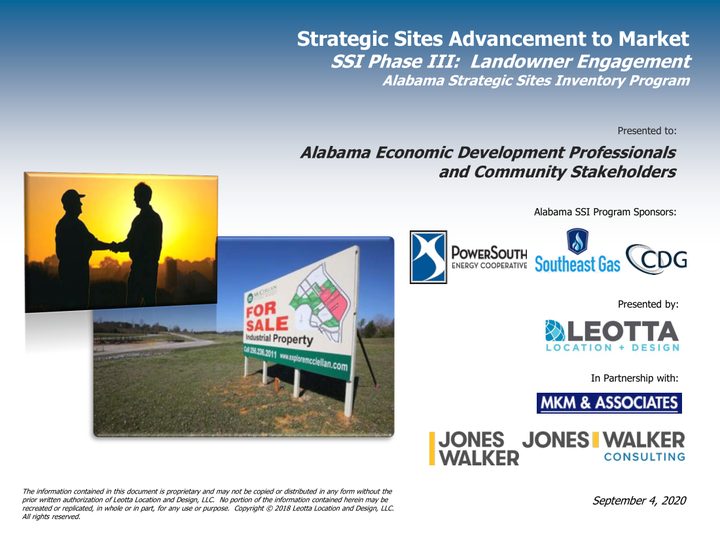 Strategic Sites Advancement to Market
SSI Phase III: Landowner Engagement
Alabama Strategic Sites Inventory Program
Presented to:
Alabama Economic Development Professionals
and Community Stakeholders
Alabama SSI Program Sponsors:
POWERSOUTH
ENERGY COOPERATIVE
Southeast Gas
CDG
Presented by:
LEOTTA
LOCATION + DESIGN
In Partnership with:
MKM & ASSOCIATES
JONES
WALKER
JONES WALKER
CONSULTING
MCCLELLAN
FOR
SALE
Industrial Property
Call 256.236.2011 www.exploremcclellan.com
The information contained in this document is proprietary and may not be copied or distributed in any form without the
prior written authorization of Leotta Location and Design, LLC. No portion of the information contained herein may be
recreated or replicated, in whole or in part, for any use or purpose. Copyright © 2018 Leotta Location and Design, LLC.
All rights reserved.
September 4, 2020